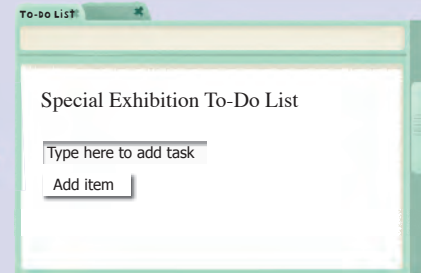 To-Do List
Special Exhibition To-Do List
Type here to add task
Add item